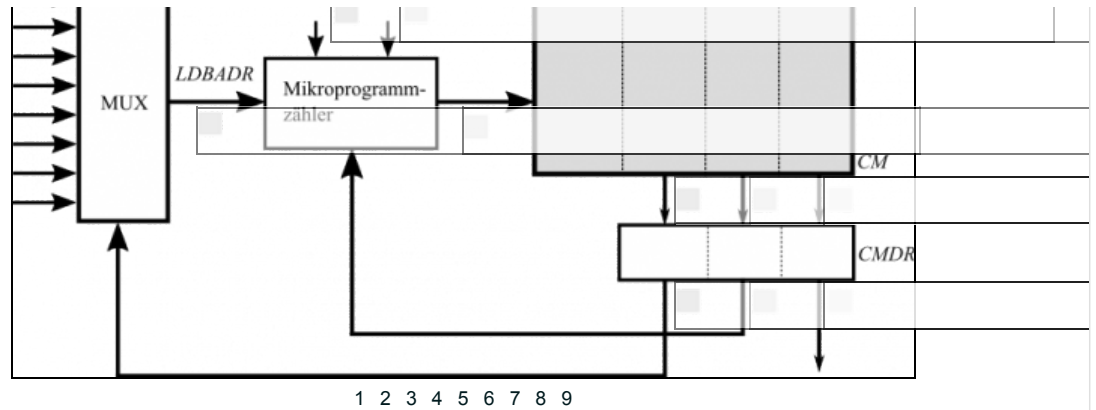 LDBADR
Mikroprogramm-
MUX
zähler
CM
CMDR
1 2 3 4 5 6 7 8 9